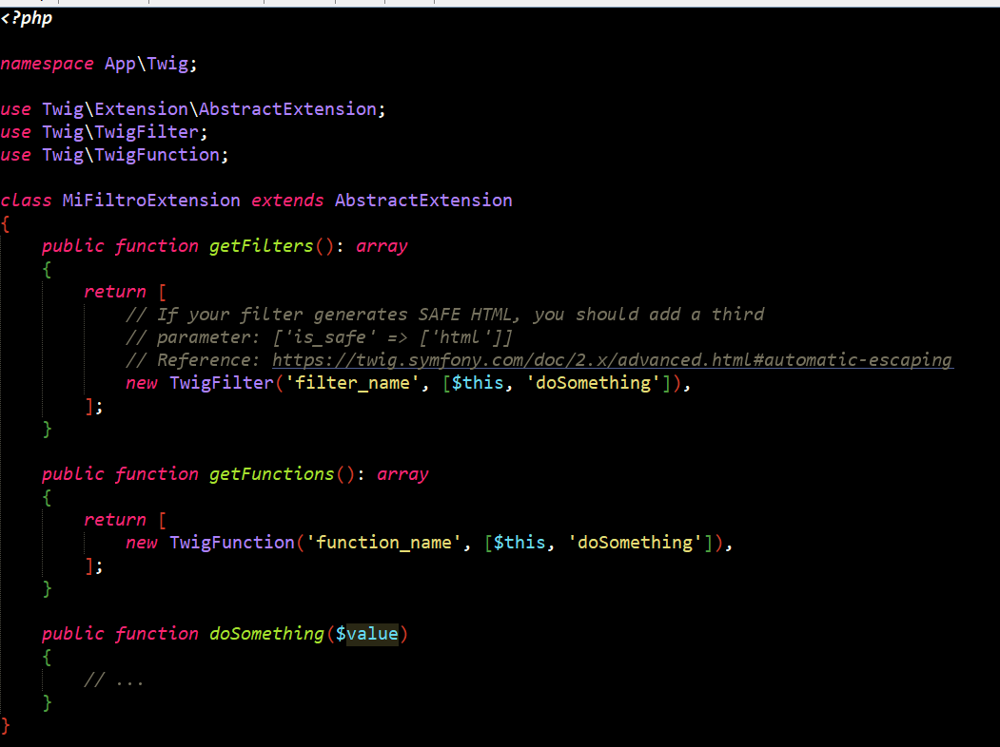 <?php
namespace App\Twig;
use Twig\Extension\AbstractExtension;
use Twig\TwigFilter;
use Twig\TwigFunction;
class MiFiltroExtension extends AbstractExtension
{
    public function getFilters(): array
    {
        return [
            // If your filter generates SAFE HTML, you should add a third
            // parameter: ['is_safe' => ['html']]
            // Reference: https://twig.symfony.com/doc/2.x/advanced.html#automatic-escaping
            new TwigFilter('filter_name', [$this, 'doSomething']),
        ];
    }
    public function getFunctions(): array
    {
        return [
            new TwigFunction('function_name', [$this, 'doSomething']),
        ];
    }
    public function doSomething($value)
    {
        // ...
    }
}